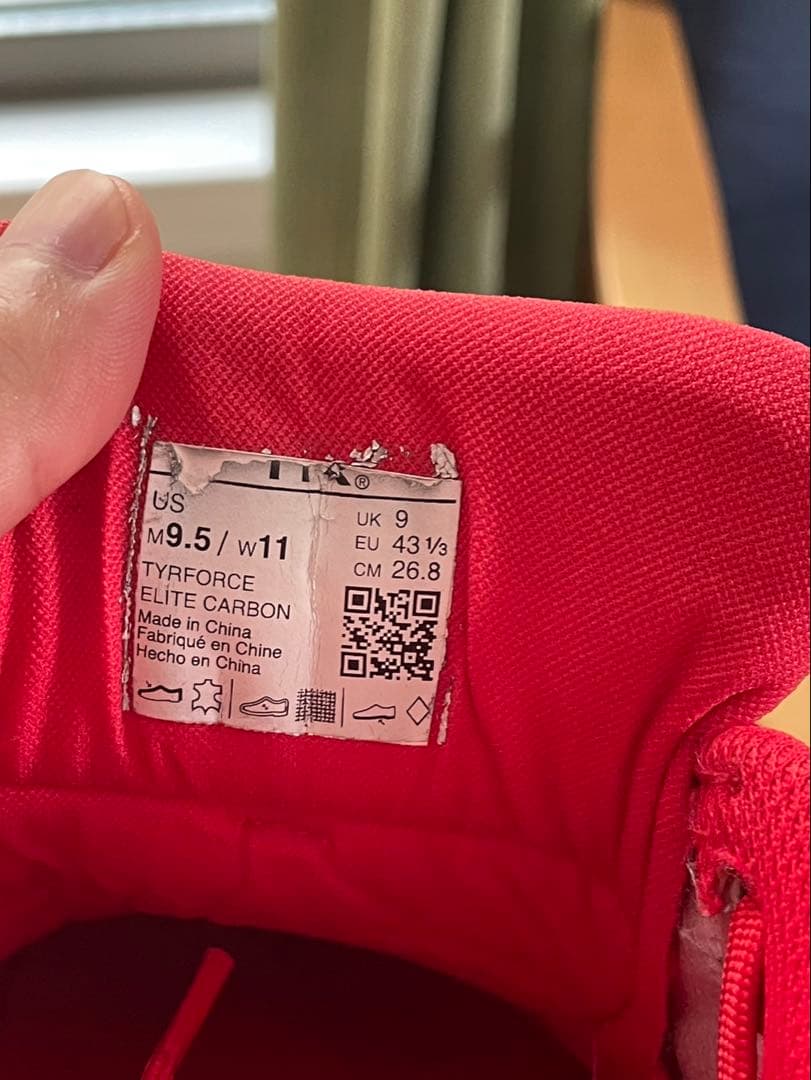 ®
US
M9.5 / W11
UK 9
EU 43 1/3
CM 26.8
TYRFORCE
ELITE CARBON
Made in China
Fabriqué en Chine
Hecho en China